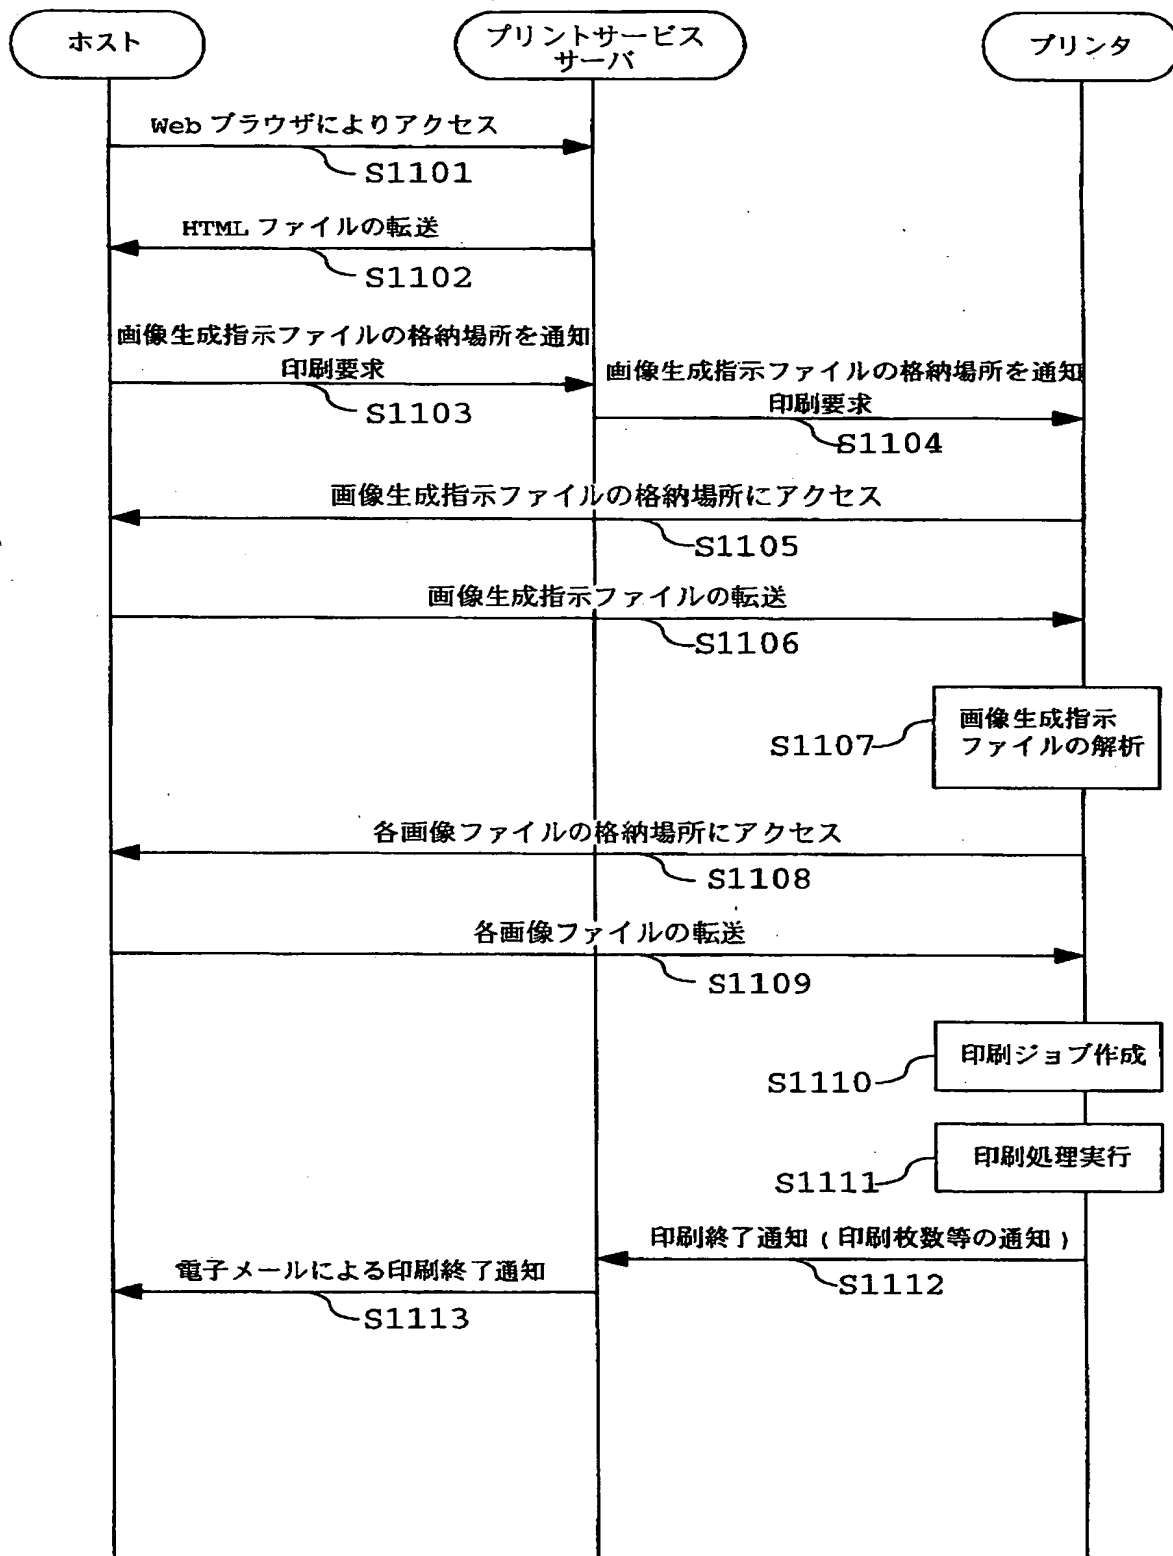 ホスト
プリントサービス
サーバ
プリンタ
Web ブラウザによりアクセス
S1101
HTML ファイルの転送
S1102
画像生成指示ファイルの格納場所を通知
印刷要求
S1103
画像生成指示ファイルの格納場所を通知
印刷要求
S1104
画像生成指示ファイルの格納場所にアクセス
S1105
画像生成指示ファイルの転送
S1106
画像生成指示
ファイルの解析
S1107
各画像ファイルの格納場所にアクセス
S1108
各画像ファイルの転送
S1109
印刷ジョブ作成
S1110
印刷処理実行
S1111
印刷終了通知（印刷枚数等の通知）
S1112
電子メールによる印刷終了通知
S1113